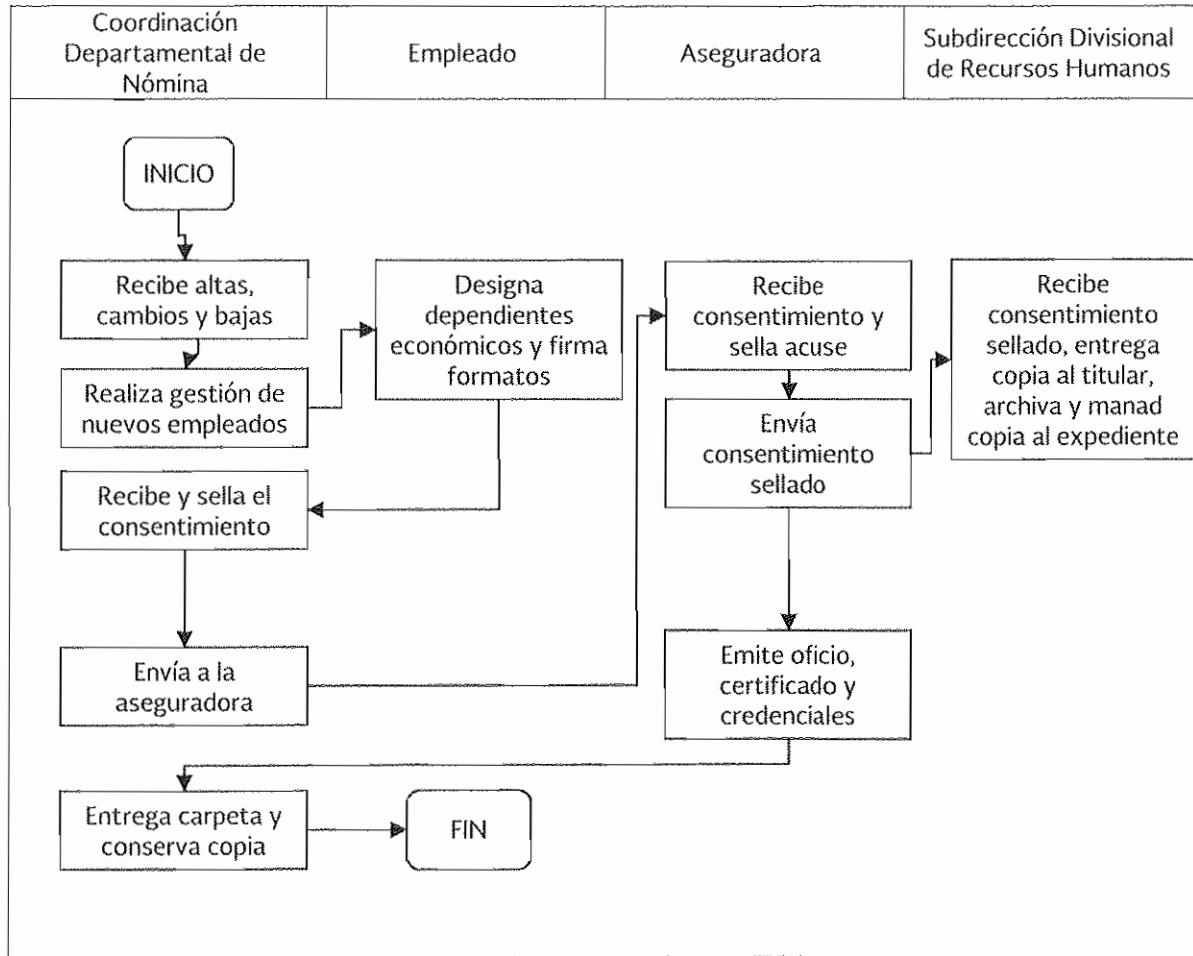 Coordinación
Departamental de
Nómina
Empleado
Aseguradora
Subdirección Divisional
de Recursos Humanos
INICIO
Recibe altas,
cambios y bajas
Realiza gestión de
nuevos empleados
Designa
dependientes
económicos y firma
formatos
Recibe
consentimiento y
sella acuse
Envía
consentimiento
sellado
Recibe
consentimiento
sellado, entrega
copia al titular,
archiva y manad
copia al expediente
Recibe y sella el
consentimiento
Envía a la
aseguradora
Emite oficio,
certificado y
credenciales
Entrega carpeta y
conserva copia
FIN